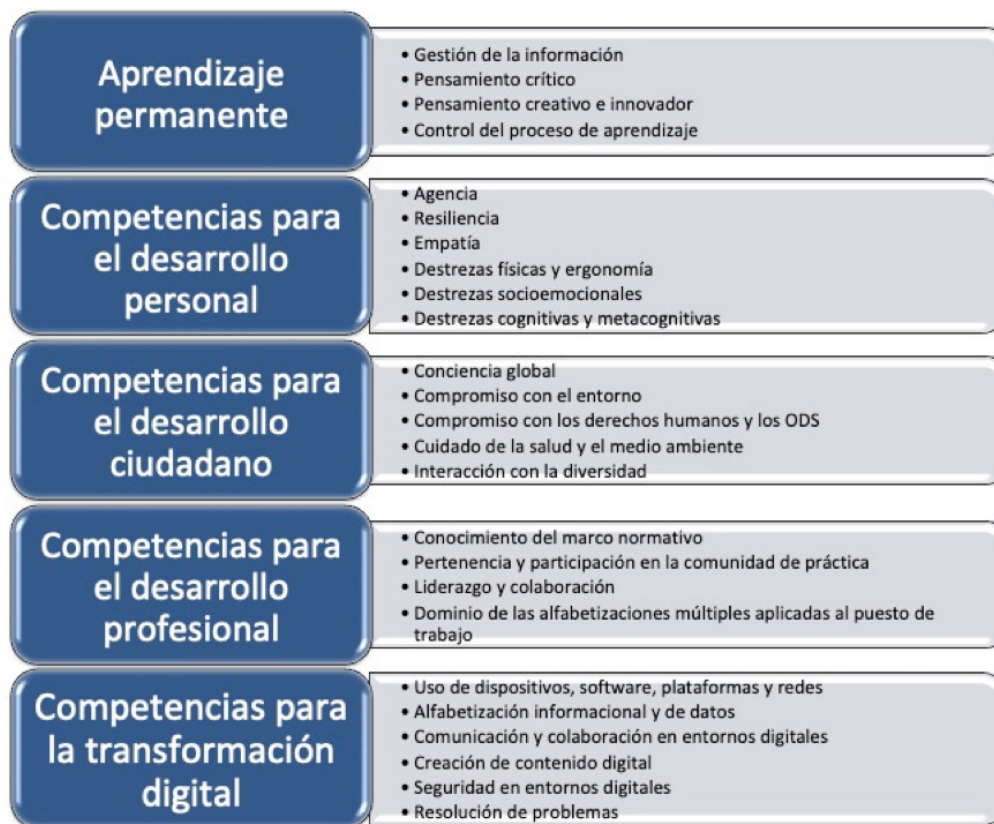 Aprendizaje
permanente
• Gestión de la información
• Pensamiento crítico
• Pensamiento creativo e innovador
• Control del proceso de aprendizaje
Competencias para
el desarrollo
personal
• Agencia
• Resiliencia
• Empatía
• Destrezas físicas y ergonomía
• Destrezas socioemocionales
• Destrezas cognitivas y metacognitivas
Competencias para
el desarrollo
ciudadano
• Conciencia global
• Compromiso con el entorno
• Compromiso con los derechos humanos y los ODS
• Cuidado de la salud y el medio ambiente
• Interacción con la diversidad
Competencias para
el desarrollo
profesional
• Conocimiento del marco normativo
• Pertenencia y participación en la comunidad de práctica
• Liderazgo y colaboración
• Dominio de las alfabetizaciones múltiples aplicadas al puesto de
trabajo
Competencias para
la transformación
digital
• Uso de dispositivos, software, plataformas y redes
• Alfabetización informacional y de datos
• Comunicación y colaboración en entornos digitales
• Creación de contenido digital
• Seguridad en entornos digitales
• Resolución de problemas